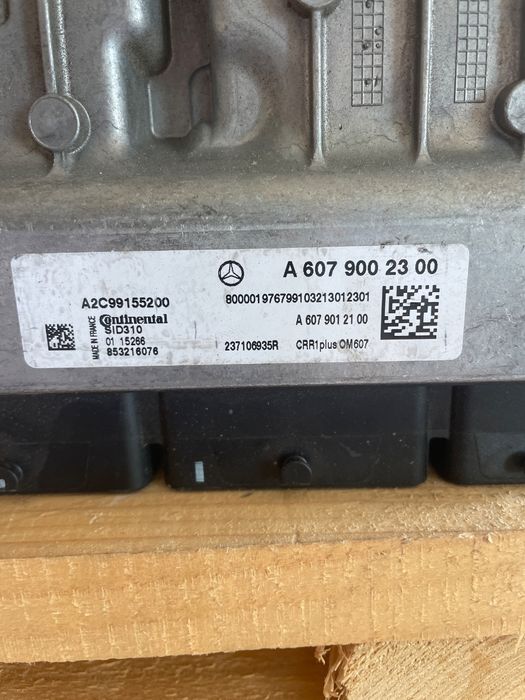 A 607 900 23 00
A2C99155200
800001976799103213012301
MADE IN FRANCE
Continental
SID310
A 607 901 21 00
01 15266
853216076
237106935R
CRR1plus OM607